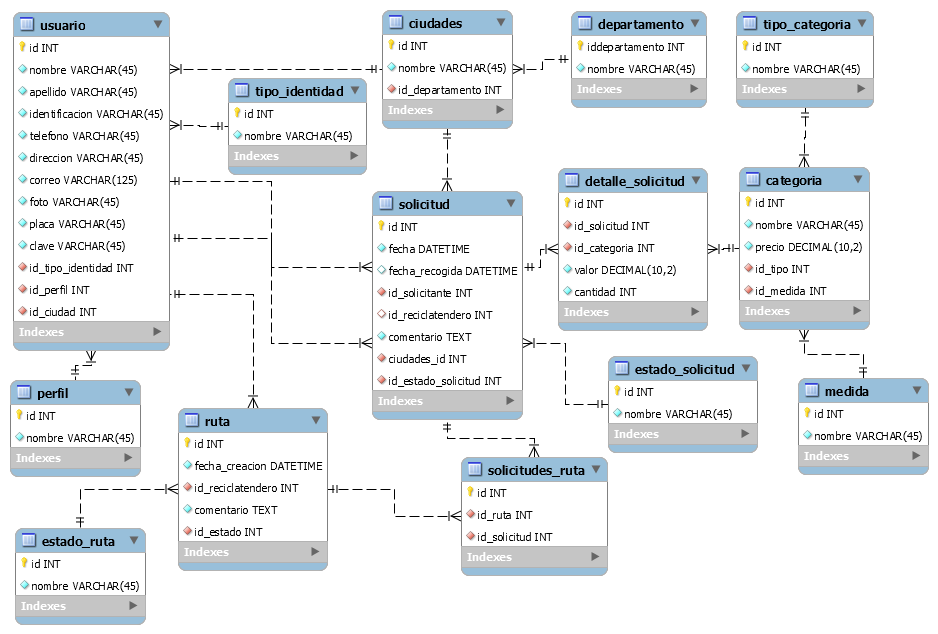 usuario
id INT
nombre VARCHAR(45)
apellido VARCHAR(45)
identificacion VARCHAR(45)
telefono VARCHAR(45)
direccion VARCHAR(45)
correo VARCHAR(125)
foto VARCHAR(45)
placa VARCHAR(45)
clave VARCHAR(45)
id_tipo_identidad INT
id_perfil INT
id_ciudad INT
Indexes
tipo_identidad
id INT
nombre VARCHAR(45)
Indexes
ciudades
id INT
nombre VARCHAR(45)
id_departamento INT
Indexes
departamento
iddepartamento INT
nombre VARCHAR(45)
Indexes
tipo_categoria
id INT
nombre VARCHAR(45)
Indexes
solicitud
id INT
fecha DATETIME
fecha_recogida DATETIME
id_solicitante INT
id_reciclatendero INT
comentario TEXT
ciudades_id INT
id_estado_solicitud INT
Indexes
detalle_solicitud
id INT
id_solicitud INT
id_categoria INT
valor DECIMAL(10,2)
cantidad INT
Indexes
categoria
id INT
nombre VARCHAR(45)
precio DECIMAL(10,2)
id_tipo INT
id_medida INT
Indexes
estado_solicitud
id INT
nombre VARCHAR(45)
Indexes
medida
id INT
nombre VARCHAR(45)
Indexes
perfil
id INT
nombre VARCHAR(45)
Indexes
ruta
id INT
fecha_creacion DATETIME
id_reciclatendero INT
comentario TEXT
id_estado INT
Indexes
solicitudes_ruta
id INT
id_ruta INT
id_solicitud INT
Indexes
estado_ruta
id INT
nombre VARCHAR(45)
Indexes